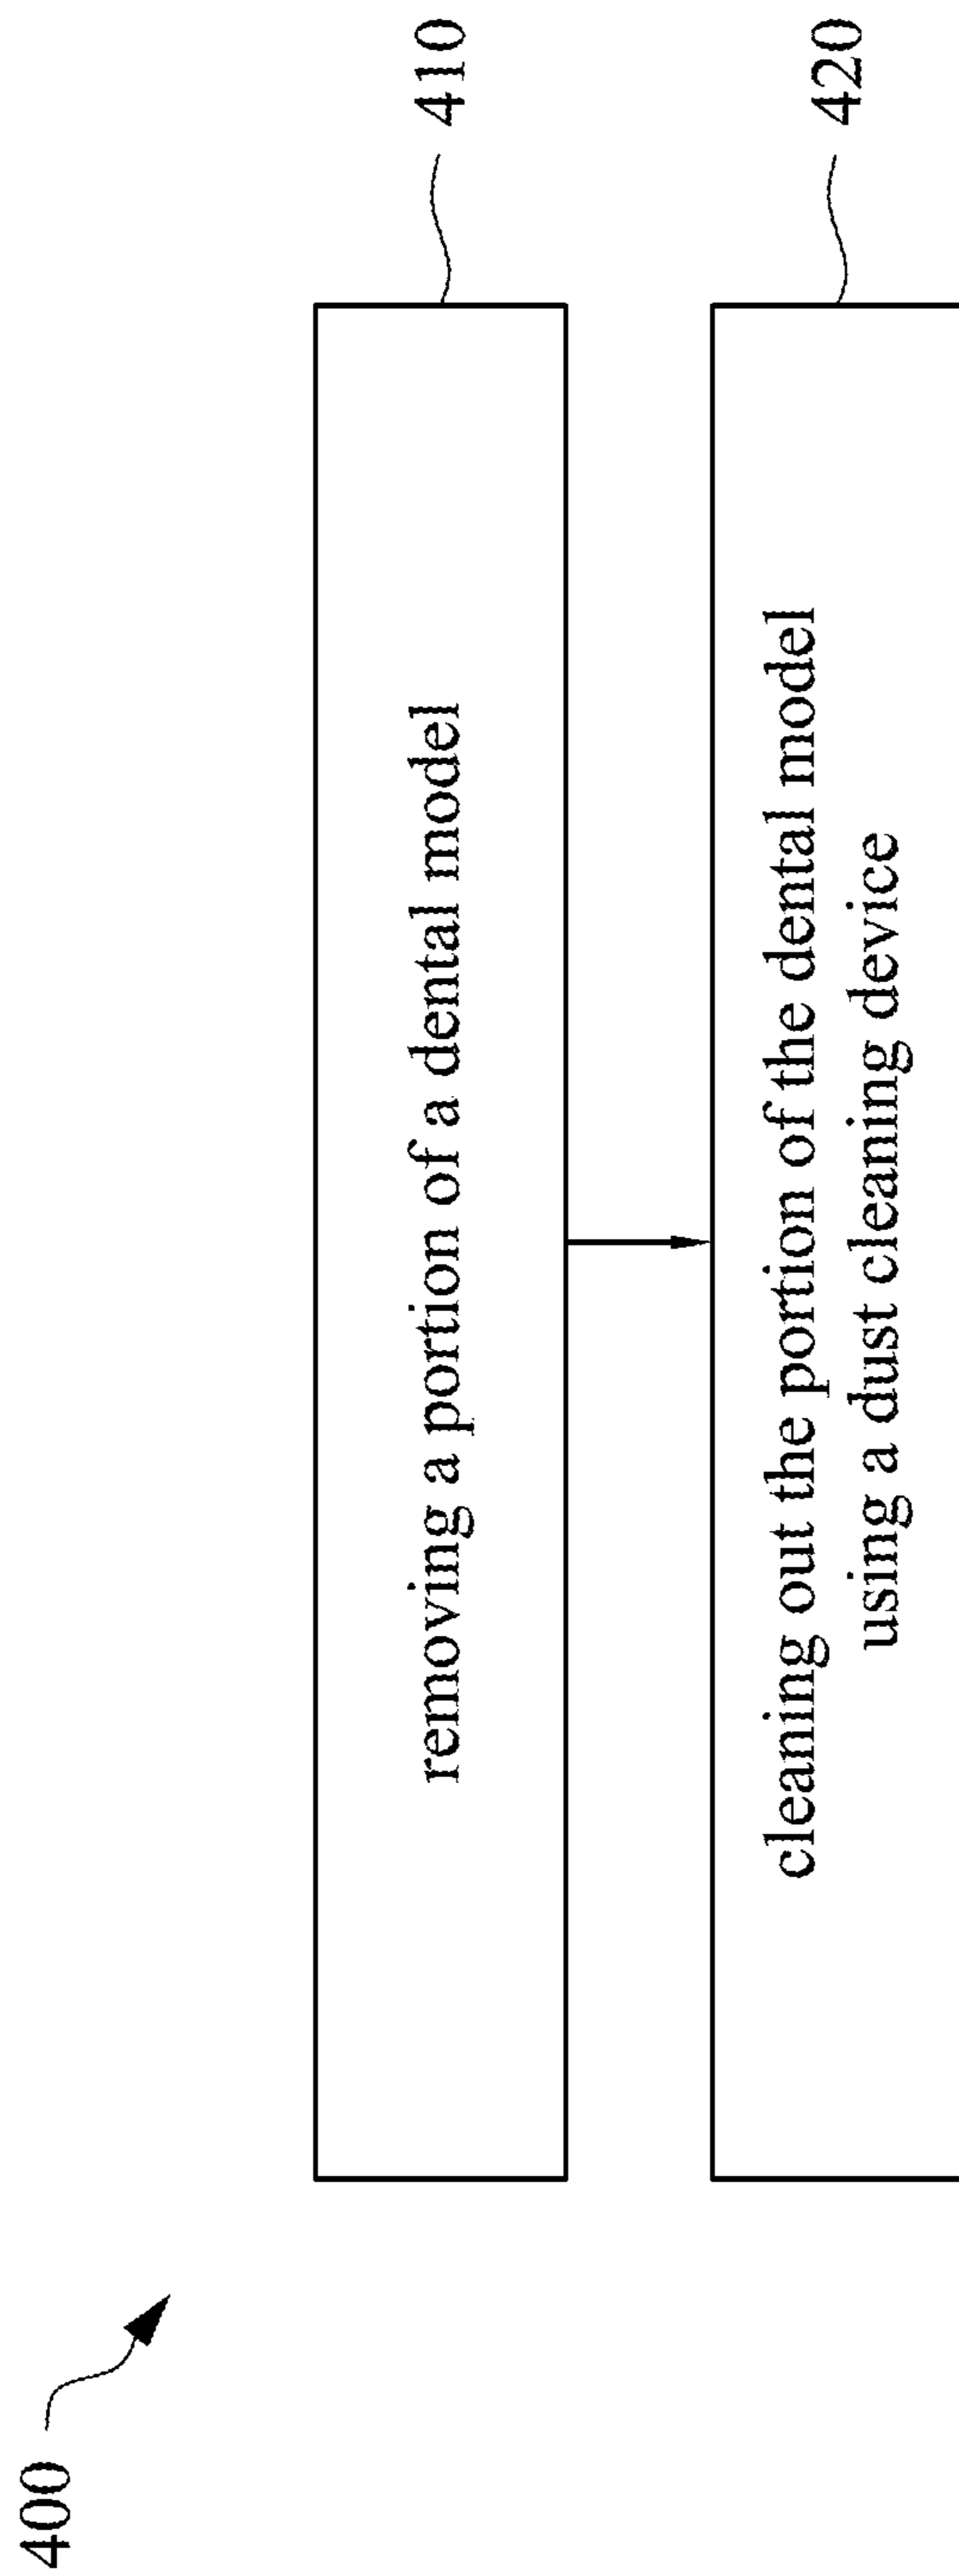 400
removing a portion of a dental model
410
cleaning out the portion of the dental model
using a dust cleaning device
420